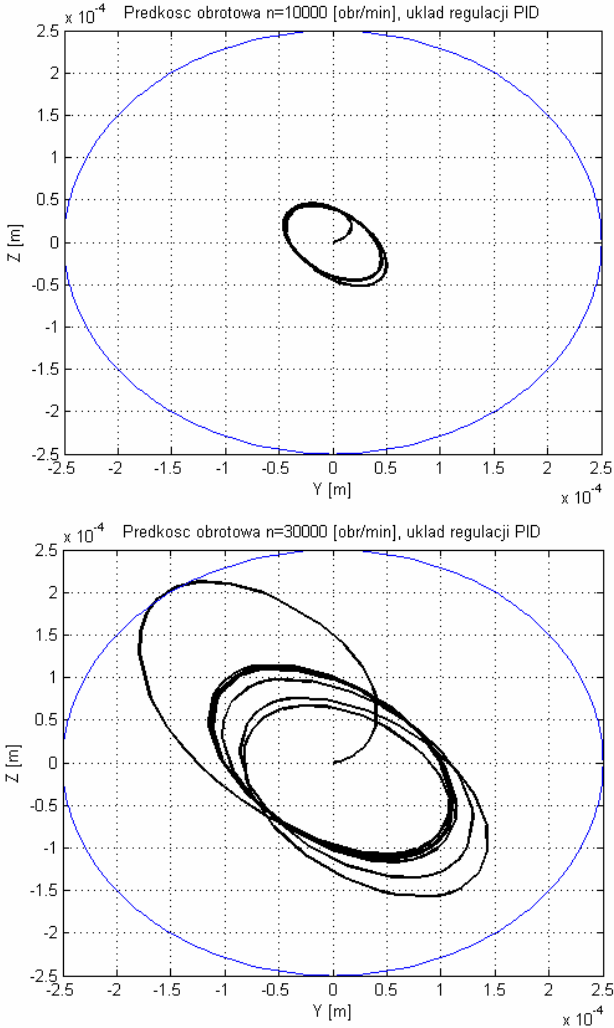 Predkosc obrotowa n=10000 [obr/min], uklad regulacji PID
x 10-4
2.5
2
1.5
1
0.5
0
-0.5
-1
-1.5
-2
-2.5
Z [m]
-2.5 -2 -1.5 -1 -0.5 0 0.5 1 1.5 2 2.5
Y [m]
x 10-4
Predkosc obrotowa n=30000 [obr/min], uklad regulacji PID
x 10-4
2.5
2
1.5
1
0.5
0
-0.5
-1
-1.5
-2
-2.5
Z [m]
-2.5 -2 -1.5 -1 -0.5 0 0.5 1 1.5 2 2.5
Y [m]
x 10-4